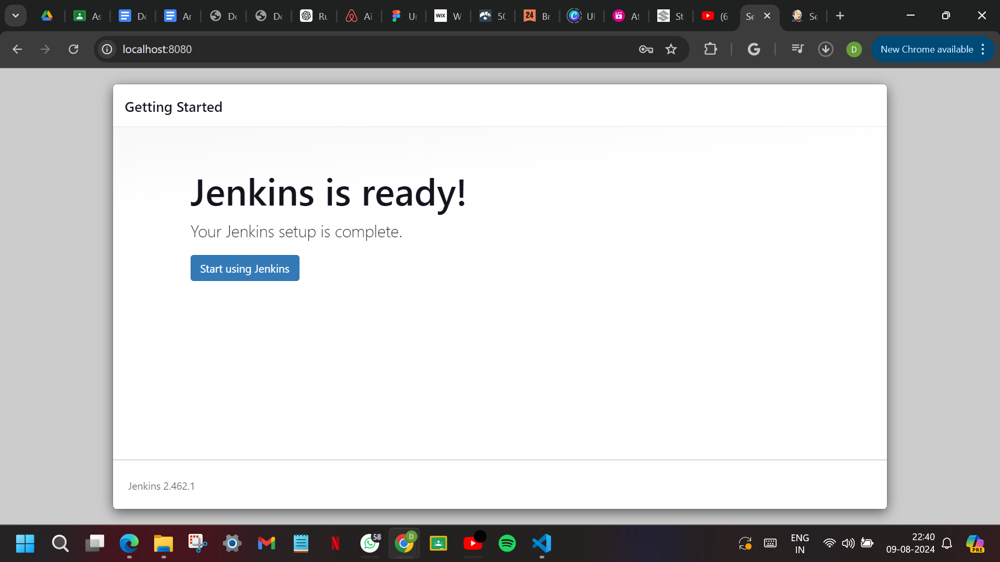 As
De
Ar
De
De
Ru
Ai
Ur
WIX
W
50
24
Br
C
Ul
At
St
(6
Se
Se
localhost:8080
G
D
New Chrome available
Getting Started
Jenkins is ready!
Your Jenkins setup is complete.
Start using Jenkins
Jenkins 2.462.1
N
58
D
ENG
IN
22:40
09-08-2024
PRE